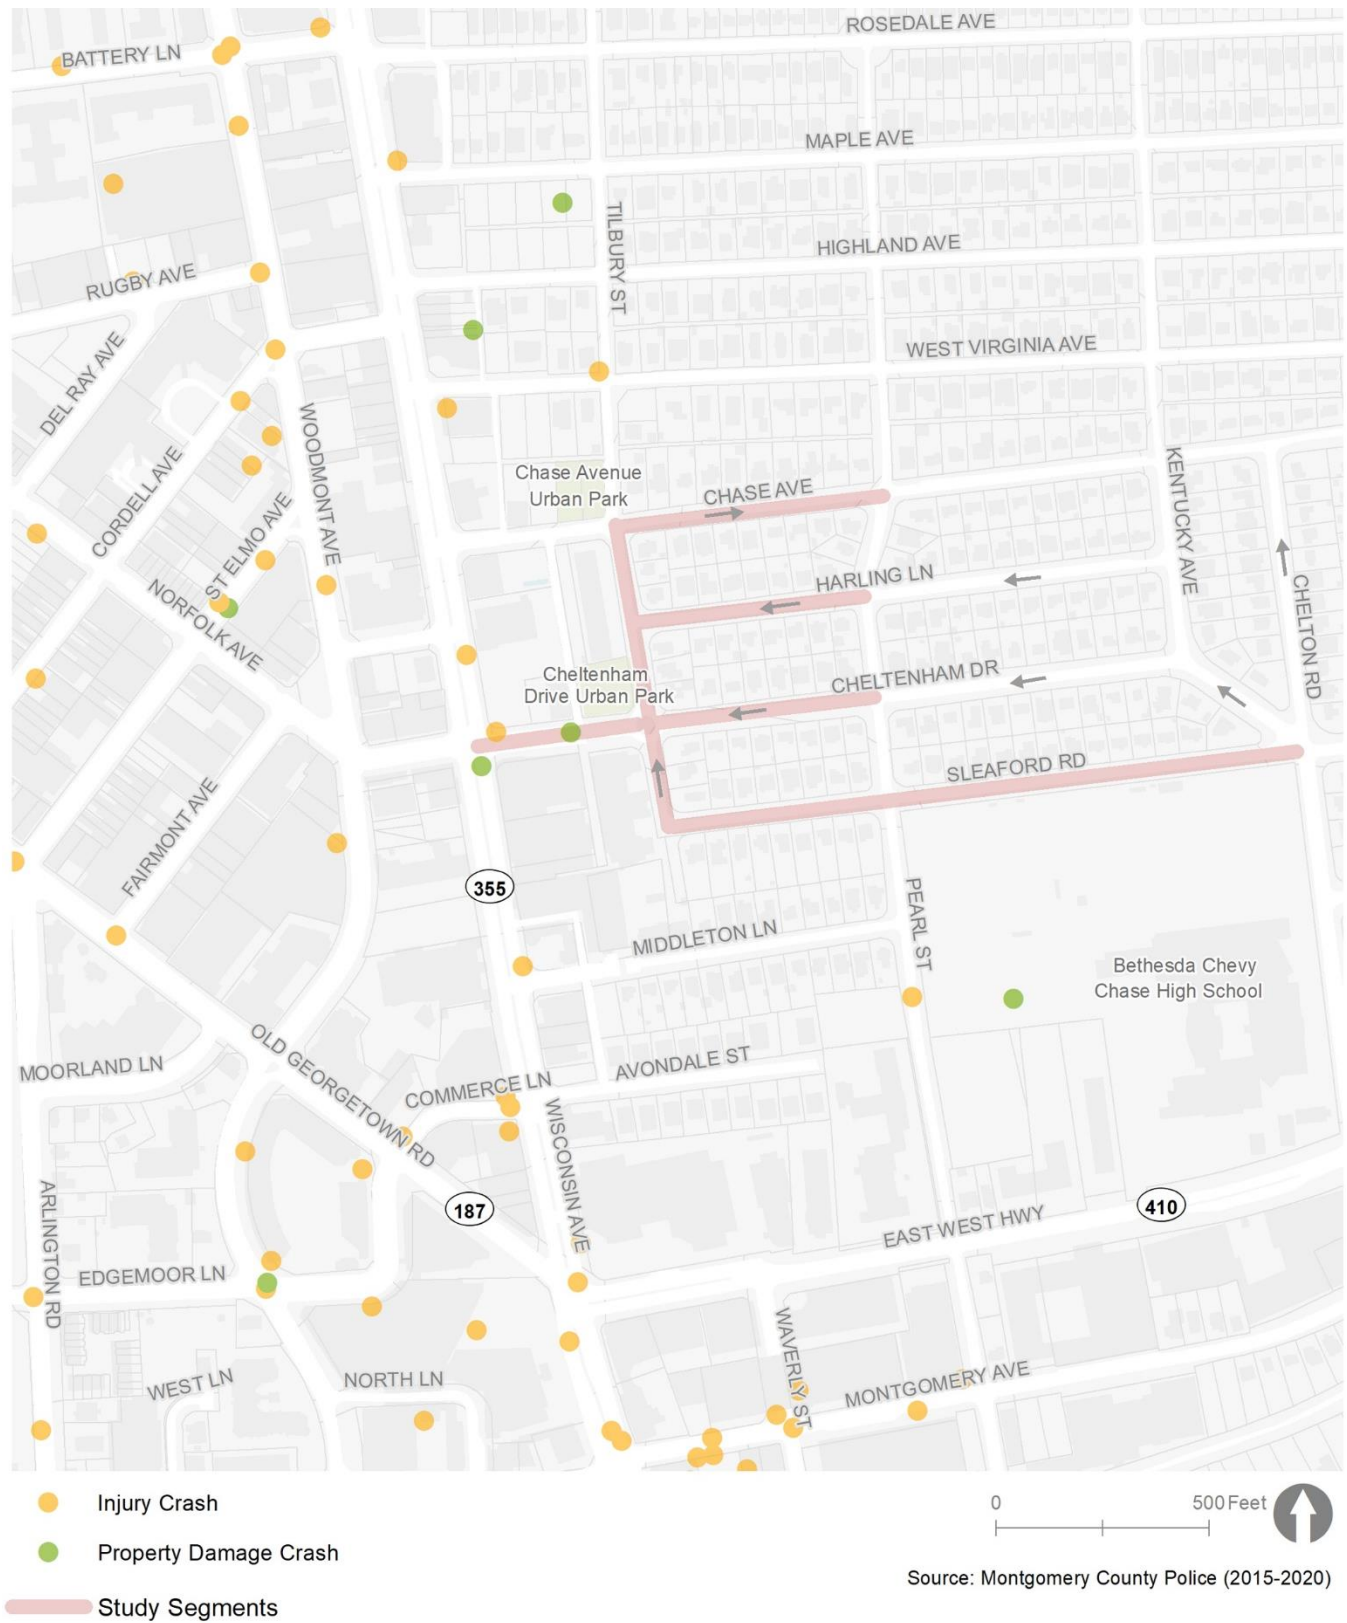 ROSEDALE AVE
BATTERY LN
MAPLE AVE
TILBURY ST
HIGHLAND AVE
RUGBY AVE
DEL RAY AVE
WEST VIRGINIA AVE
WOODMONT AVE
CORDELL AVE
ST ELMO AVE
Chase Avenue
Urban Park
CHASE AVE
KENTUCKY AVE
NORFOLK AVE
HARLING LN
CHELTON RD
Cheltenham
Drive Urban Park
CHELTENHAM DR
SLEAFORD RD
FAIRMONT AVE
355
PEARL ST
MIDDLETON LN
Bethesda Chevy
Chase High School
OLD GEORGETOWN RD
MOORLAND LN
COMMERCE LN
AVONDALE ST
WISCONSIN AVE
ARLINGTON RD
187
410
EAST WEST HWY
EDGEMOOR LN
WAVERLY ST
WEST LN
NORTH LN
MONTGOMERY AVE
Injury Crash
Property Damage Crash
Study Segments
0 500 Feet
Source: Montgomery County Police (2015-2020)